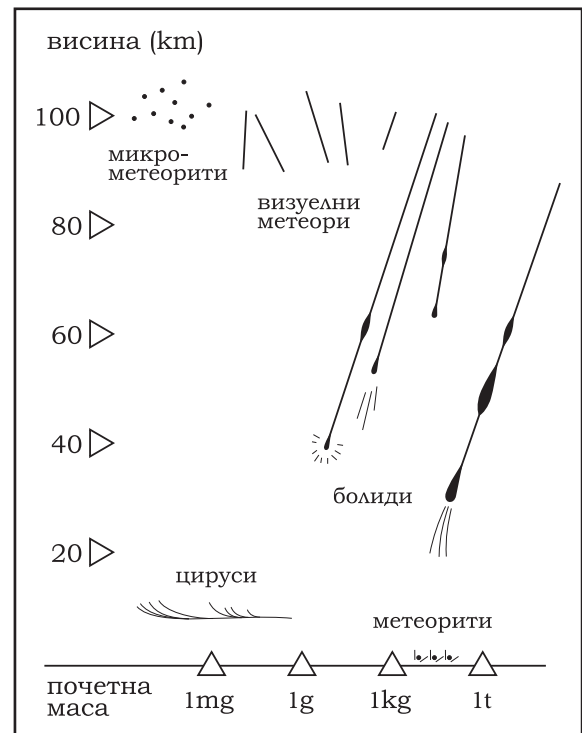 висина (km)
100
микро-
метеорити
визуелни
метеори
80
60
40
болиди
20
цируси
метеорити
почетна
маса
1mg
1g
1kg
1t